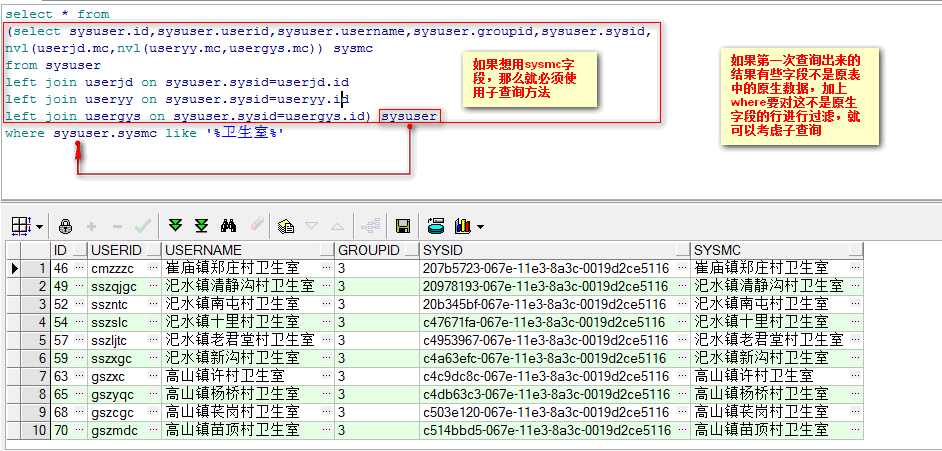 select * from
(select sysuser.id,sysuser.userid,sysuser.username,sysuser.groupid,sysuser.sysid,
nvl(userjd.mc,nvl(useryy.mc,usergys.mc)) sysmc
from sysuser
left join userjd on sysuser.sysid=userjd.id
left join useryy on sysuser.sysid=useryy.id
left join usergys on sysuser.sysid=usergys.id) sysuser
where sysuser.sysmc like '%卫生室%'
如果想用sysmc字
段，那么就必须使
用子查询方法
如果第一次查询出来的
结果有些字段不是原表
中的原生数据，加上
where要对这不是原生
字段的行进行过滤，就
可以考虑子查询
ID USERID USERNAME GROUPID SYSID SYSMC
1 46 cmzzzc 崔庙镇郑庄村卫生室 3 207b5723-067e-11e3-8a3c-0019d2ce5116 崔庙镇郑庄村卫生室
2 49 sszqjgc 汜水镇清静沟村卫生室 3 20978193-067e-11e3-8a3c-0019d2ce5116 汜水镇清静沟村卫生室
3 52 sszntc 汜水镇南屯村卫生室 3 20b345bf-067e-11e3-8a3c-0019d2ce5116 汜水镇南屯村卫生室
4 54 sszslc 汜水镇十里村卫生室 3 c47671fa-067e-11e3-8a3c-0019d2ce5116 汜水镇十里村卫生室
5 57 sszljtc 汜水镇老君堂村卫生室 3 c4953967-067e-11e3-8a3c-0019d2ce5116 汜水镇老君堂村卫生室
6 59 sszxgc 汜水镇新沟村卫生室 3 c4a63efc-067e-11e3-8a3c-0019d2ce5116 汜水镇新沟村卫生室
7 63 gszxc 高山镇许村卫生室 3 c4c9dc8c-067e-11e3-8a3c-0019d2ce5116 高山镇许村卫生室
8 65 gszyqc 高山镇杨桥村卫生室 3 c4db63c3-067e-11e3-8a3c-0019d2ce5116 高山镇杨桥村卫生室
9 68 gszcgc 高山镇茓岗村卫生室 3 c503e120-067e-11e3-8a3c-0019d2ce5116 高山镇茓岗村卫生室
10 70 gszmdc 高山镇苗顶村卫生室 3 c514bbd5-067e-11e3-8a3c-0019d2ce5116 高山镇苗顶村卫生室